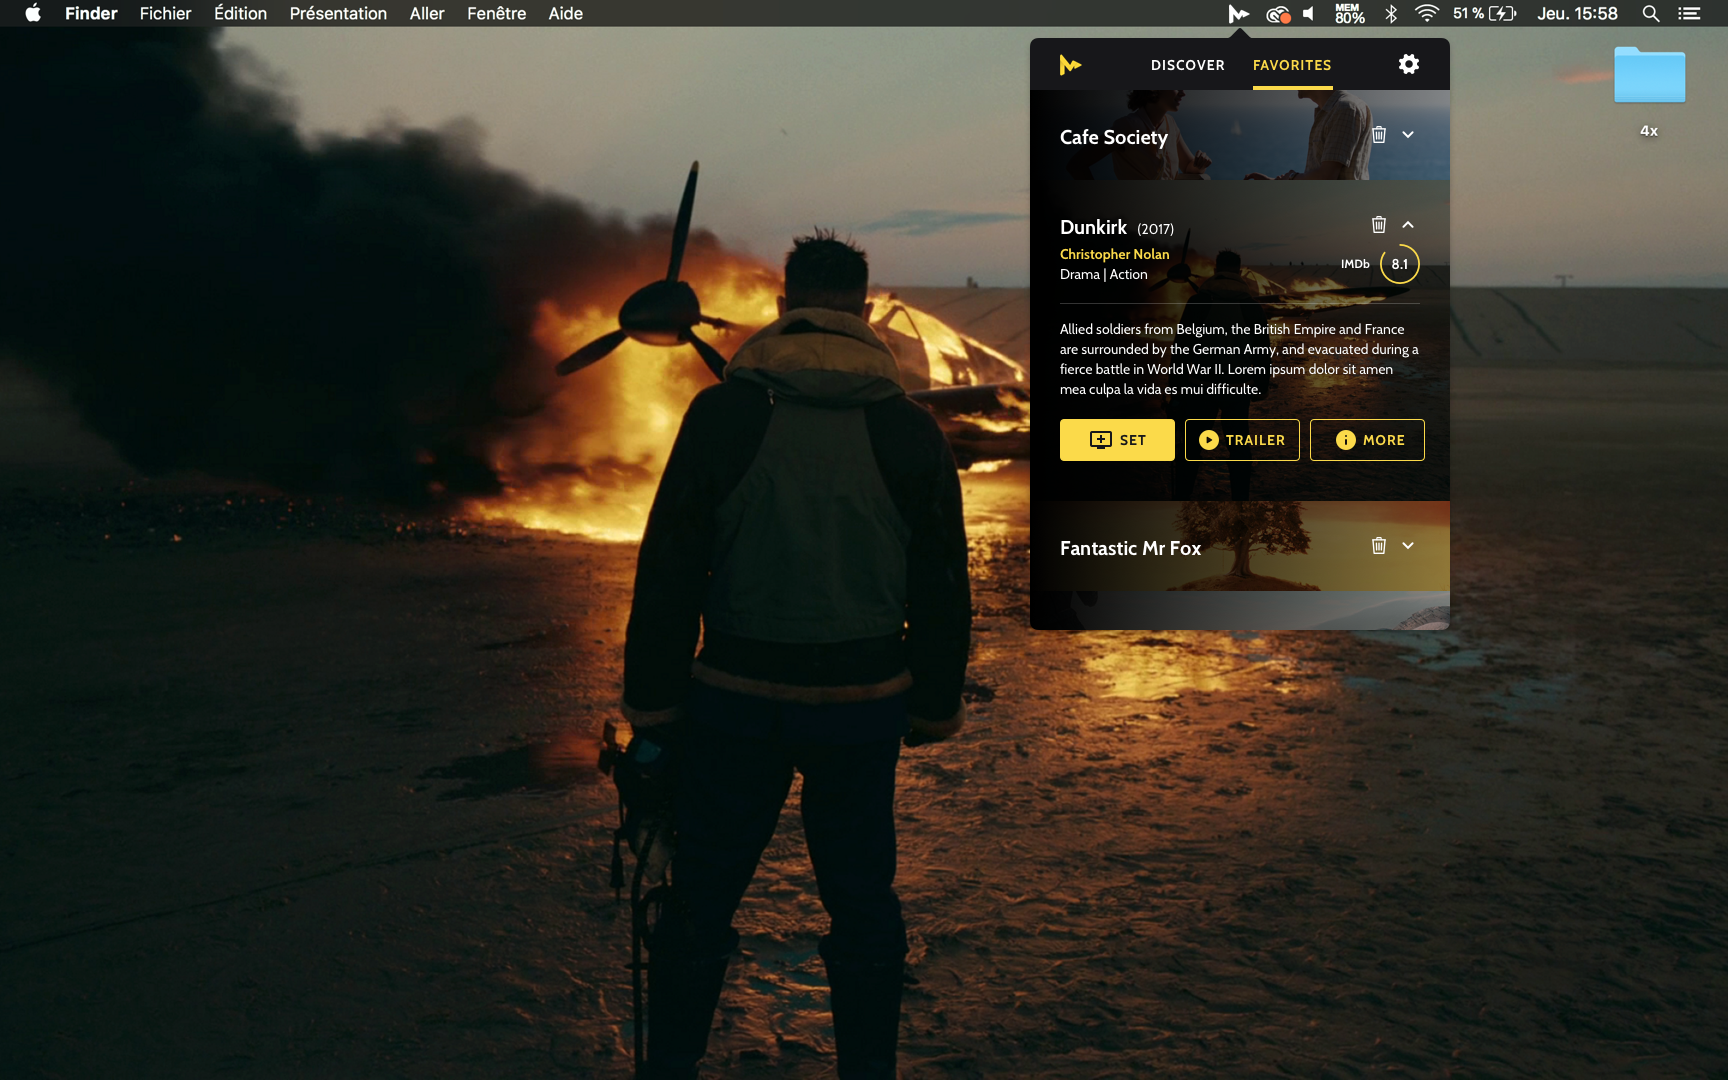 Finder Fichier Édition Présentation Aller Fenêtre Aide MEM 80% 51 % Jeu. 15:58
DISCOVER FAVORITES
4x
Cafe Society
Dunkirk (2017)
Christopher Nolan
Drama | Action
IMDb 8.1
Allied soldiers from Belgium, the British Empire and France
are surrounded by the German Army, and evacuated during a
fierce battle in World War II. Lorem ipsum dolor sit amen
mea culpa la vida es mui difficulte.
SET TRAILER MORE
Fantastic Mr Fox